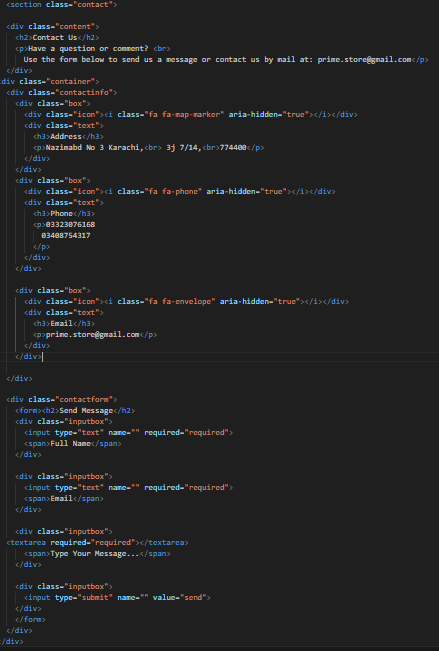 <section class="contact">
<div class="content">
<h2>Contact Us</h2>
<p>Have a question or comment? <br>
Use the form below to send us a message or contact us by mail at: prime.store@gmail.com</p>
</div>
<div class="container">
<div class="contactinfo">
<div class="box">
<div class="icon"><i class="fa fa-map-marker" aria-hidden="true"></i></div>
<div class="text">
<h3>Address</h3>
<p>Nazimabd No 3 Karachi,<br> 3j 7/14,<br>774400</p>
</div>
</div>
<div class="box">
<div class="icon"><i class="fa fa-phone" aria-hidden="true"></i></div>
<div class="text">
<h3>Phone</h3>
<p>03323076168
03408754317
</p>
</div>
</div>
<div class="box">
<div class="icon"><i class="fa fa-envelope" aria-hidden="true"></i></div>
<div class="text">
<h3>Email</h3>
<p>prime.store@gmail.com</p>
</div>
</div>
</div>
<div class="contactform">
<form><h2>Send Message</h2>
<div class="inputbox">
<input type="text" name="" required="required">
<span>Full Name</span>
</div>
<div class="inputbox">
<input type="text" name="" required="required">
<span>Email</span>
</div>
<div class="inputbox">
<textarea required="required"></textarea>
<span>Type Your Message...</span>
</div>
<div class="inputbox">
<input type="submit" name="" value="send">
</div>
</form>
</div>
/div>